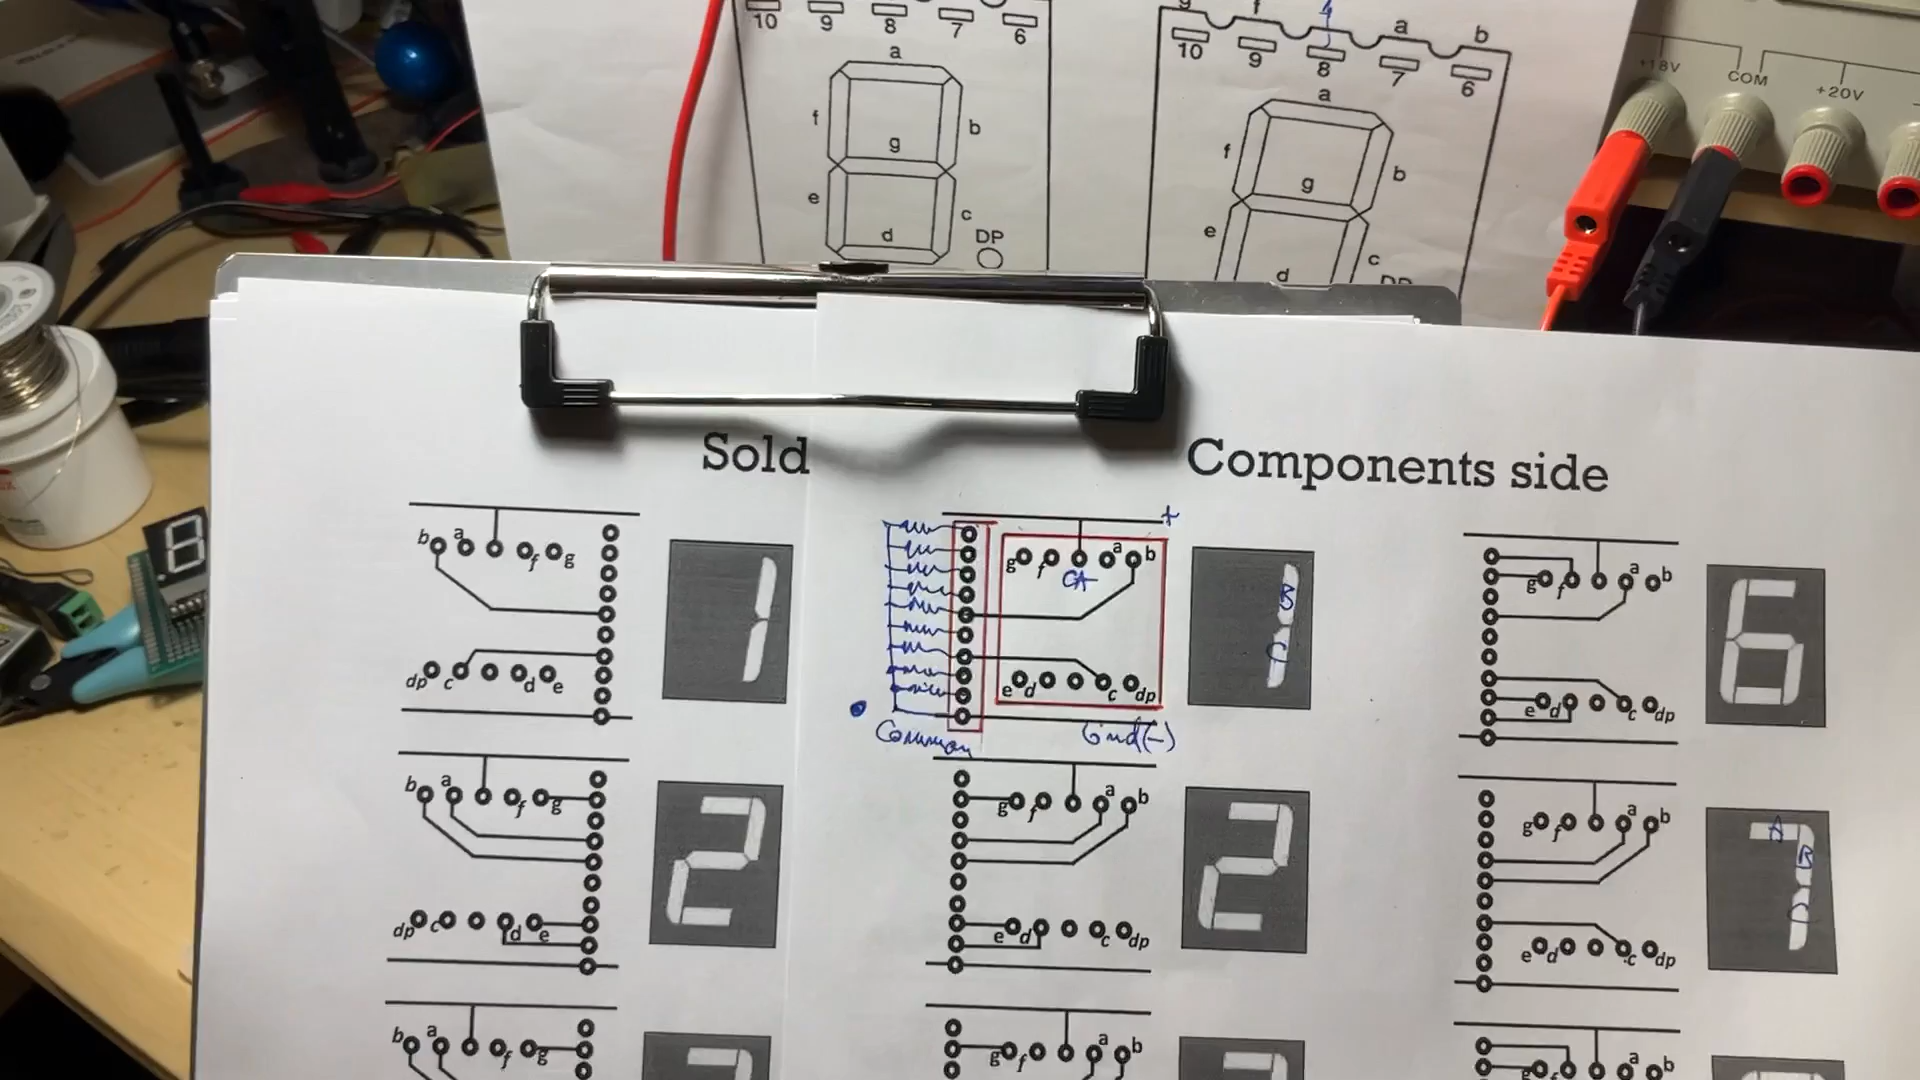 10 9 8 7 6
a
f b
g
e c
d DP
g f 4 a b
10 9 8 7 6
a
f b
g
e c
d DP
+18V COM +20V
Sold
Components side
b a f g
dp c d e
+
g f a b
CA
e d c dp
Common Gnd(-)
B
C
g f a b
e d c dp
b a f g
dp c d e
g f a b
e d c dp
g f a b
e d c dp
A
B
C
b a f g
g f a b
g f a b